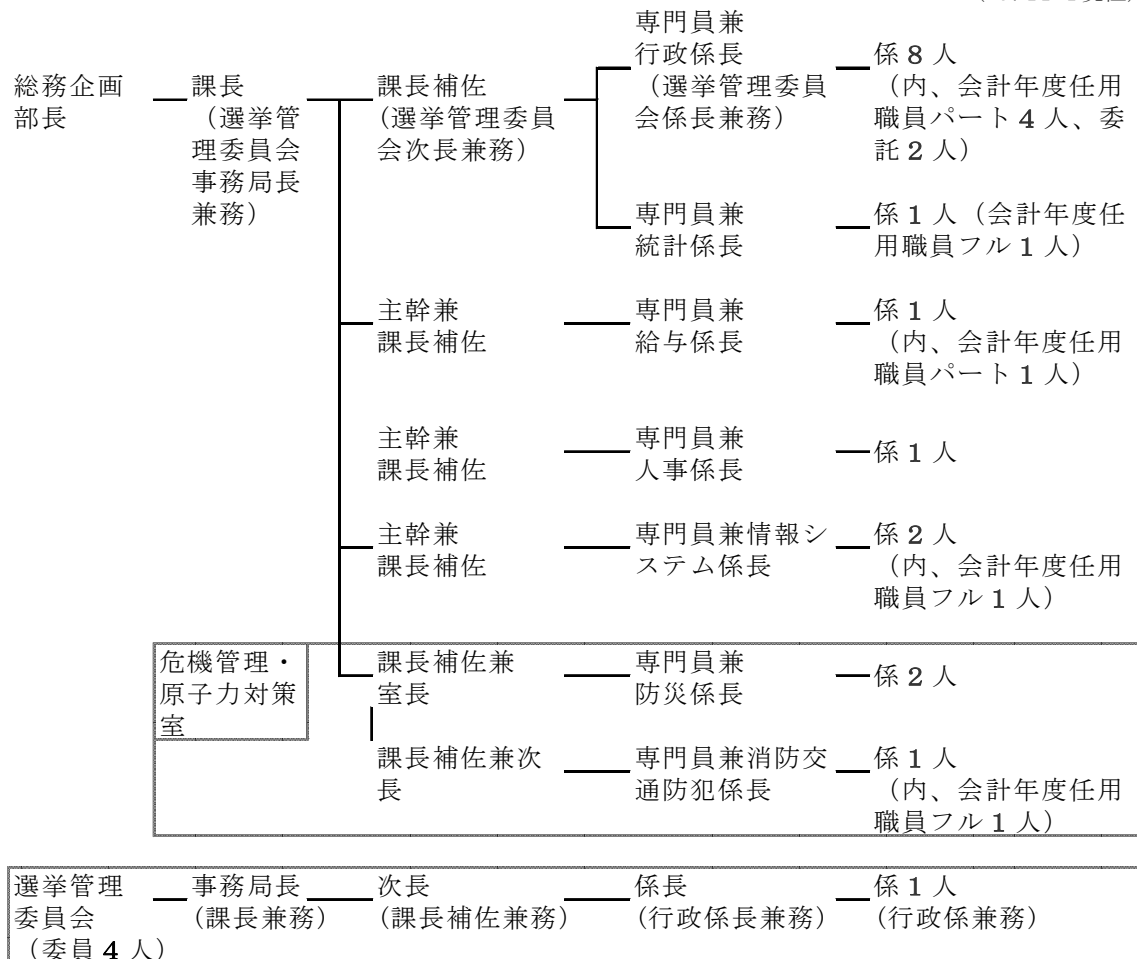 専門員兼
行政係長
（選挙管理委員
会係長兼務）
係 8 人
（内、会計年度任用
職員パート 4 人、委
託 2 人）
総務企画
部長
課長
（選挙管
理委員会
事務局長
兼務）
課長補佐
(選挙管理委員
会次長兼務）
専門員兼
統計係長
係 1 人（会計年度任
用職員フル 1 人）
主幹兼
課長補佐
専門員兼
給与係長
係 1 人
（内、会計年度任用
職員パート 1 人）
主幹兼
課長補佐
専門員兼
人事係長
係 1 人
主幹兼
課長補佐
専門員兼情報シ
ステム係長
係 2 人
（内、会計年度任用
職員フル 1 人）
危機管理・
原子力対策
室
課長補佐兼
室長
専門員兼
防災係長
係 2 人
課長補佐兼次
長
専門員兼消防交
通防犯係長
係 1 人
（内、会計年度任用
職員フル 1 人）
選挙管理
委員会
（委員 4 人）
事務局長
(課長兼務）
次長
(課長補佐兼務）
係長
(行政係長兼務）
係 1 人
(行政係兼務）